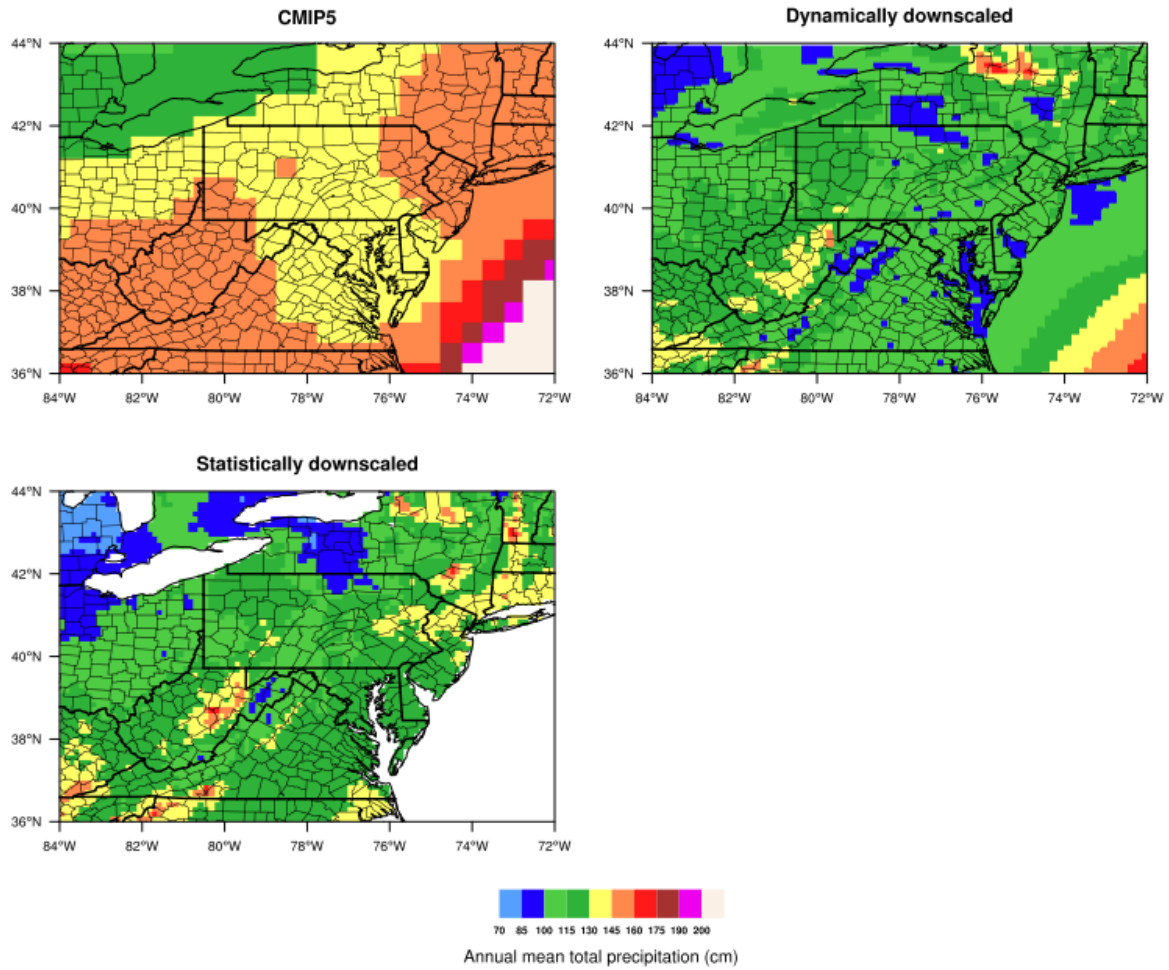 CMIP5
44°N
42°N
40°N
38°N
36°N
84°W 82°W 80°W 78°W 76°W 74°W 72°W
Dynamically downscaled
44°N
42°N
40°N
38°N
36°N
84°W 82°W 80°W 78°W 76°W 74°W 72°W
Statistically downscaled
44°N
42°N
40°N
38°N
36°N
84°W 82°W 80°W 78°W 76°W 74°W 72°W
70 85 100 115 130 145 160 175 190 200
Annual mean total precipitation (cm)